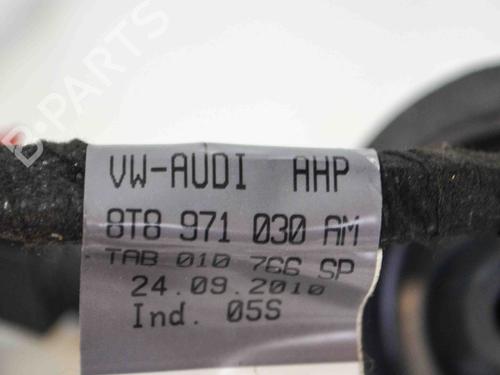 VW-AUDI AHP
8T8 971 030 AM
TAB 010 766 SP
24.09.2010
Ind. 05S
B-PARTS